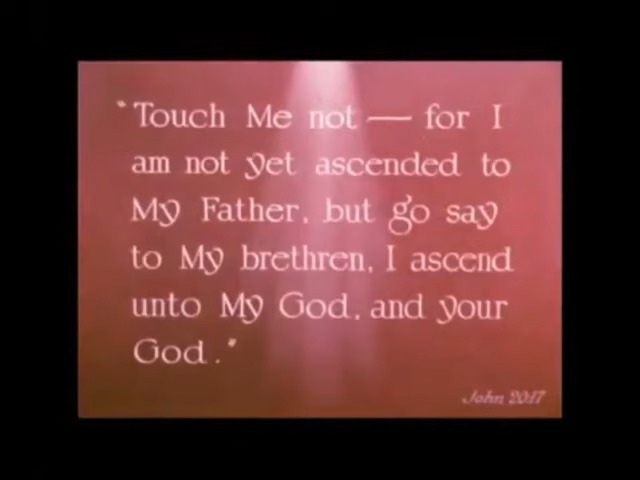 "Touch Me not — for I
am not yet ascended to
My Father, but go say
to My brethren, I ascend
unto My God, and your
God."
John 20:17